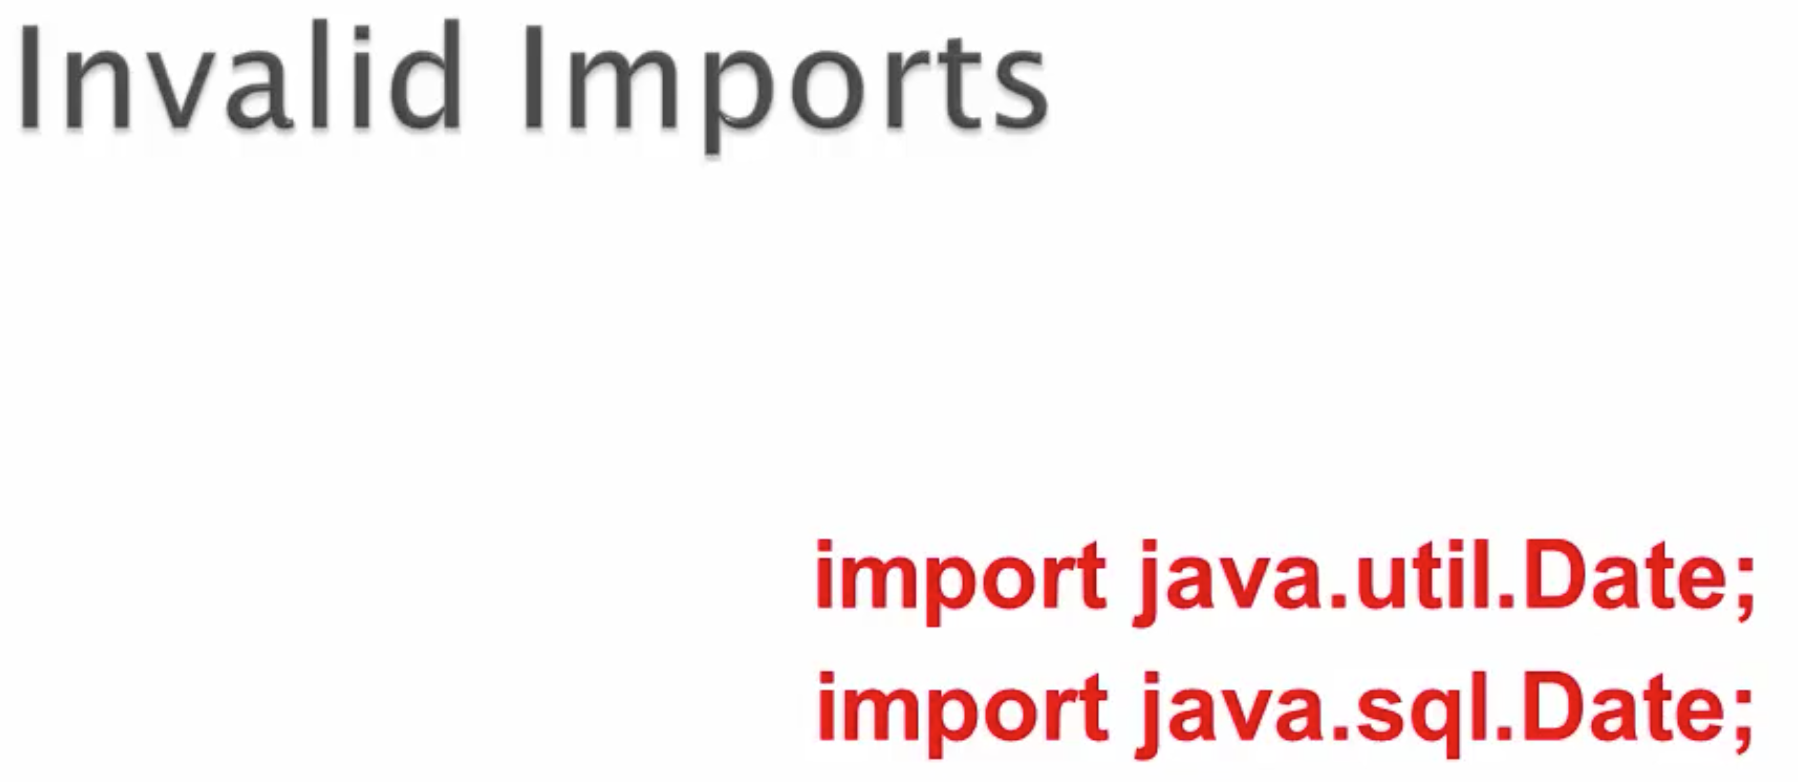 Invalid Imports
import java.util.Date;
import java.sql.Date;